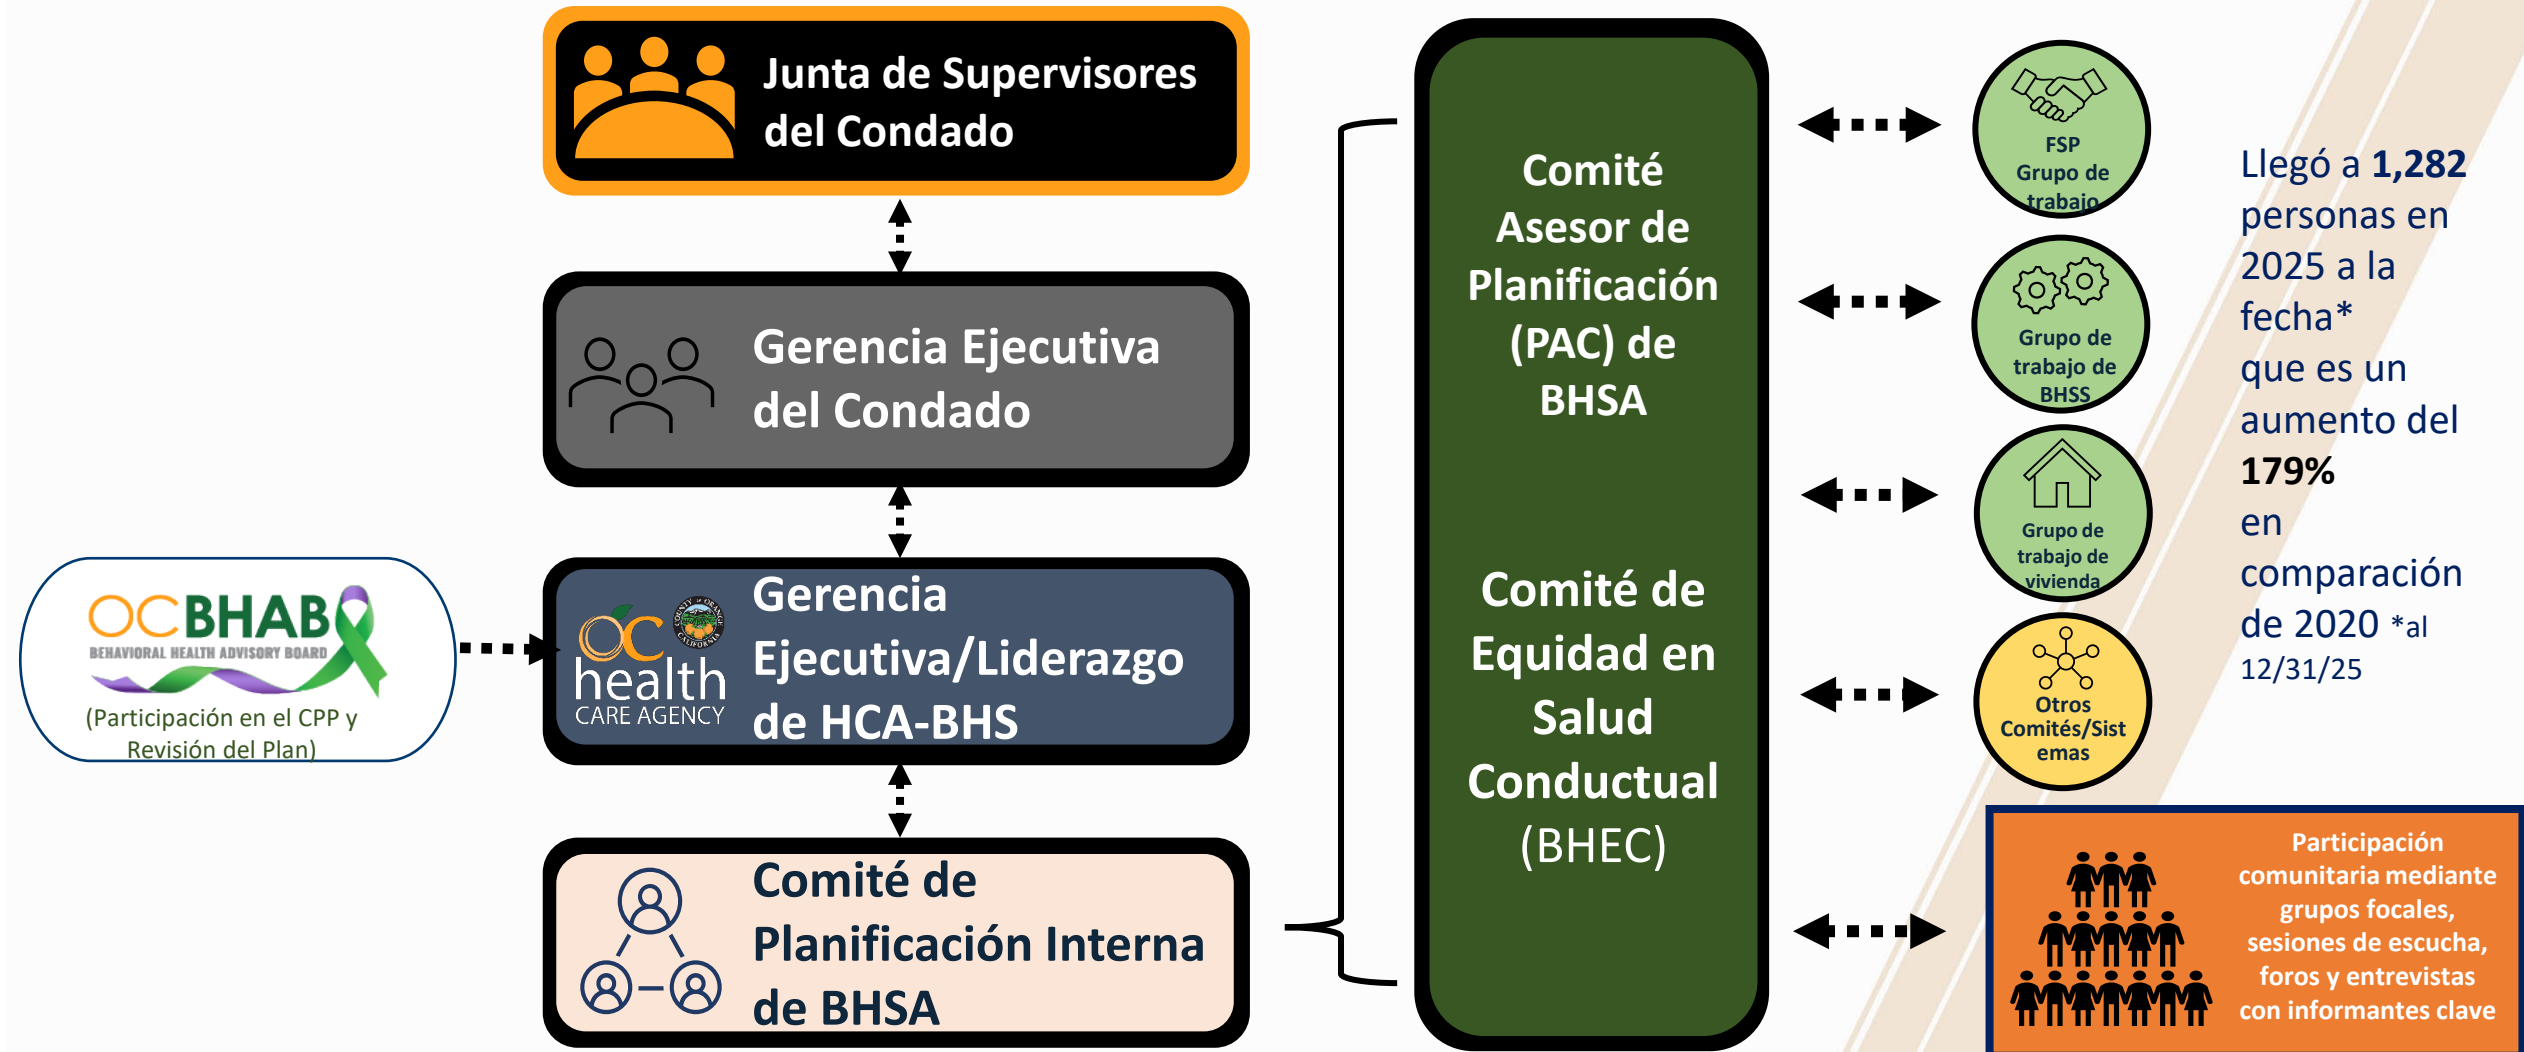 Junta de Supervisores
del Condado
Gerencia Ejecutiva
del Condado
OCBHAB
BEHAVIORAL HEALTH ADVISORY BOARD
(Participación en el CPP y
Revisión del Plan)
OC
COUNTY OF ORANGE
CALIFORNIA
health
CARE AGENCY
Gerencia
Ejecutiva/Liderazgo
de HCA-BHS
Comité de
Planificación Interna
de BHSA
Comité
Asesor de
Planificación
(PAC) de
BHSA
Comité de
Equidad en
Salud
Conductual
(BHEC)
FSP
Grupo de
trabajo
Grupo de
trabajo de
BHSS
Grupo de
trabajo de
vivienda
Otros
Comités/Sist
emas
Participación
comunitaria mediante
grupos focales,
sesiones de escucha,
foros y entrevistas
con informantes clave
Llegó a 1,282
personas en
2025 a la
fecha*
que es un
aumento del
179%
en
comparación
de 2020 *al
12/31/25